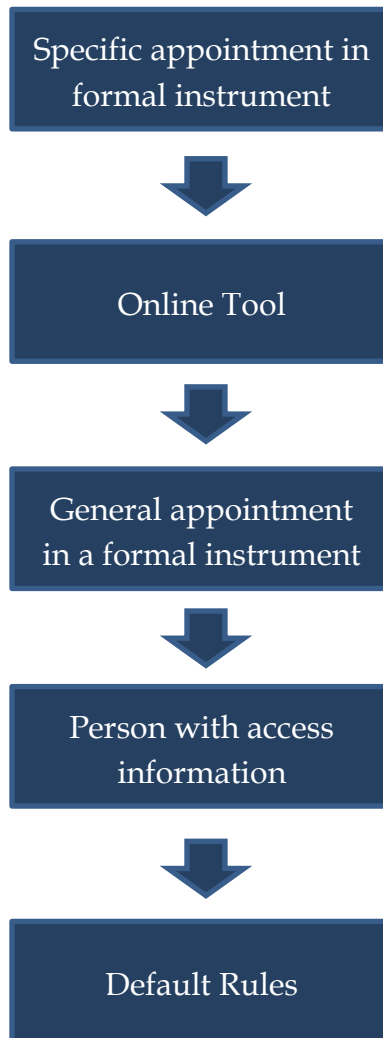 Specific appointment in
formal instrument
Online Tool
General appointment
in a formal instrument
Person with access
information
Default Rules